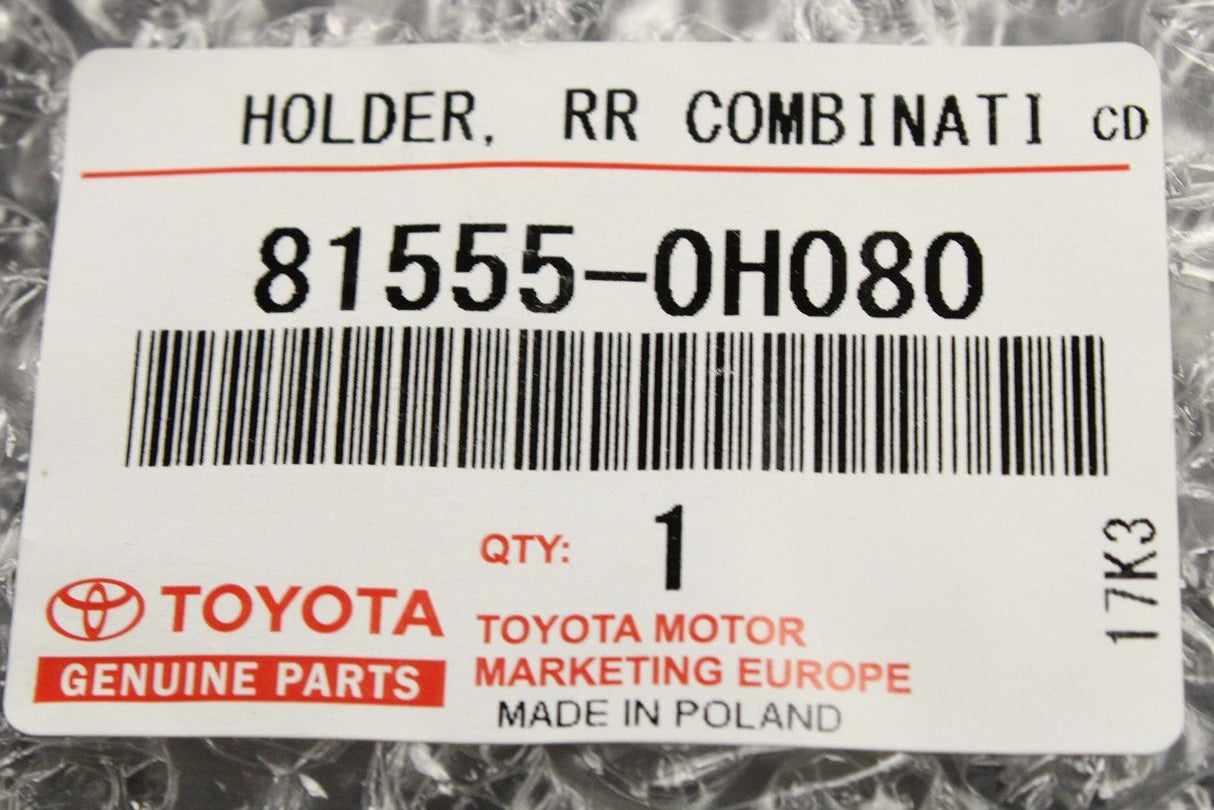 HOLDER, RR COMBINATI CD
81555-0H080
QTY: 1
17K3
TOYOTA
GENUINE PARTS
TOYOTA MOTOR
MARKETING EUROPE
MADE IN POLAND